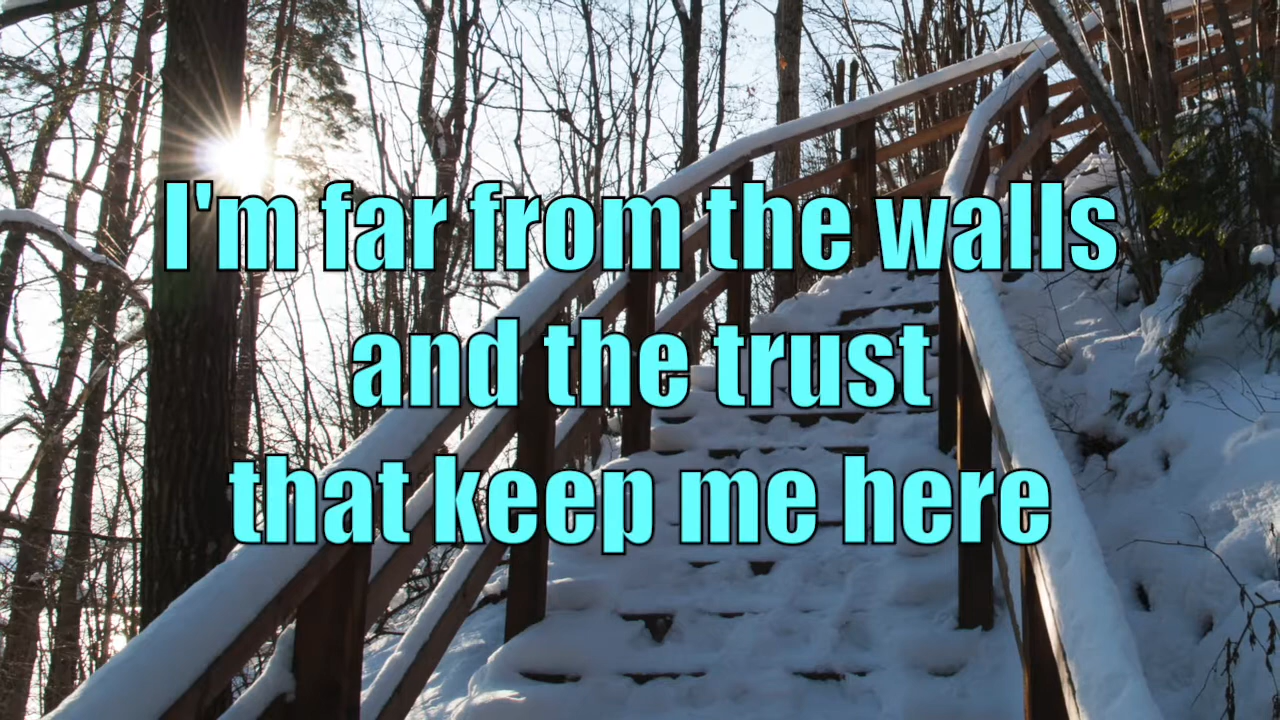 I'm far from the walls
and the trust
that keep me here